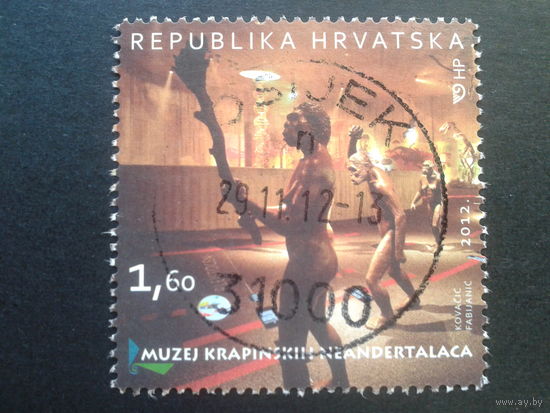 REPUBLIKA HRVATSKA
HP
OSIJEK
n
29.11.12-13
31000
1,60
KOVAČIĆ
FABIJANIĆ
2012.
MUZEJ KRAPINSKIH NEANDERTALACA
www.ay.by